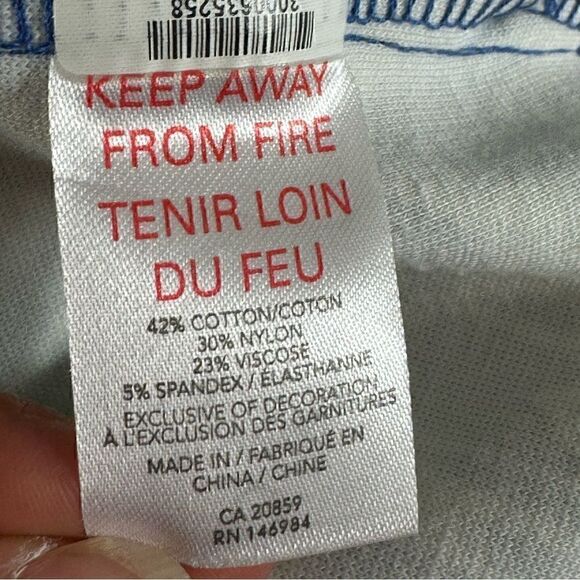 3000635258
KEEP AWAY
FROM FIRE
TENIR LOIN
DU FEU
42% COTTON/COTON
30% NYLON
23% VISCOSE
5% SPANDEX / ÉLASTHANNE
EXCLUSIVE OF DECORATION
À L'EXCLUSION DES GARNITURES
MADE IN / FABRIQUÉ EN
CHINA / CHINE
CA 20859
RN 146984